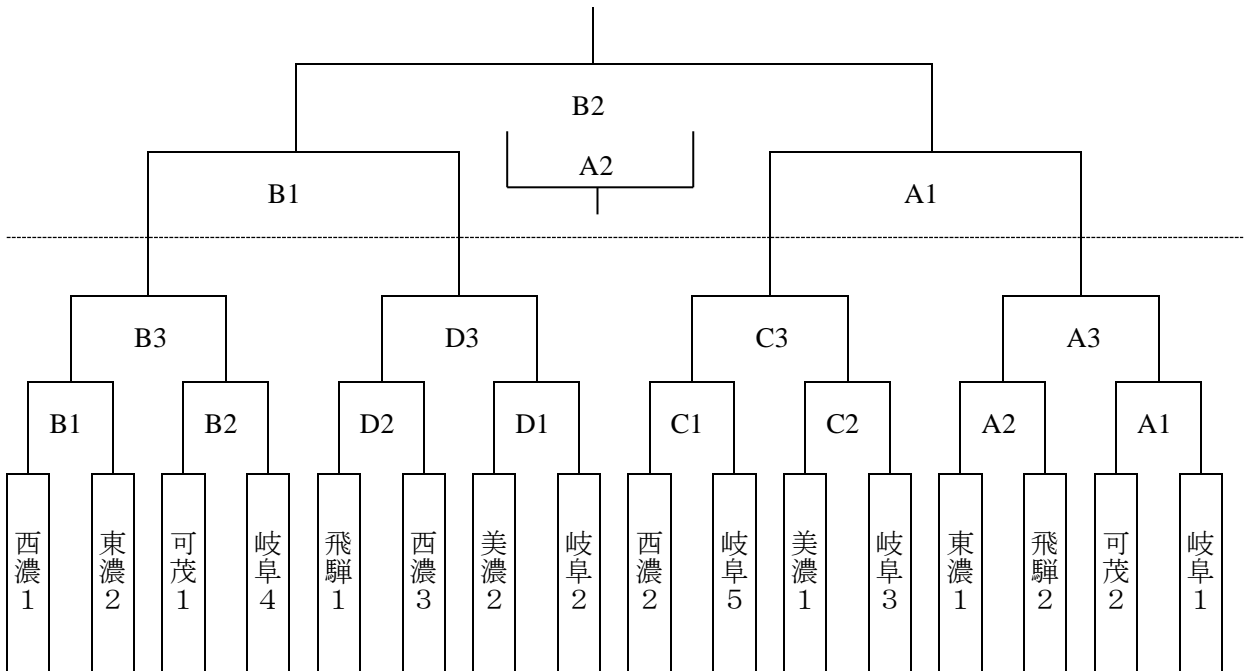 B2
A2
B1
A1
B3
D3
C3
A3
B1
B2
D2
D1
C1
C2
A2
A1
西濃１
東濃２
可茂１
岐阜４
飛騨１
西濃３
美濃２
岐阜２
西濃２
岐阜５
美濃１
岐阜３
東濃１
飛騨２
可茂２
岐阜１